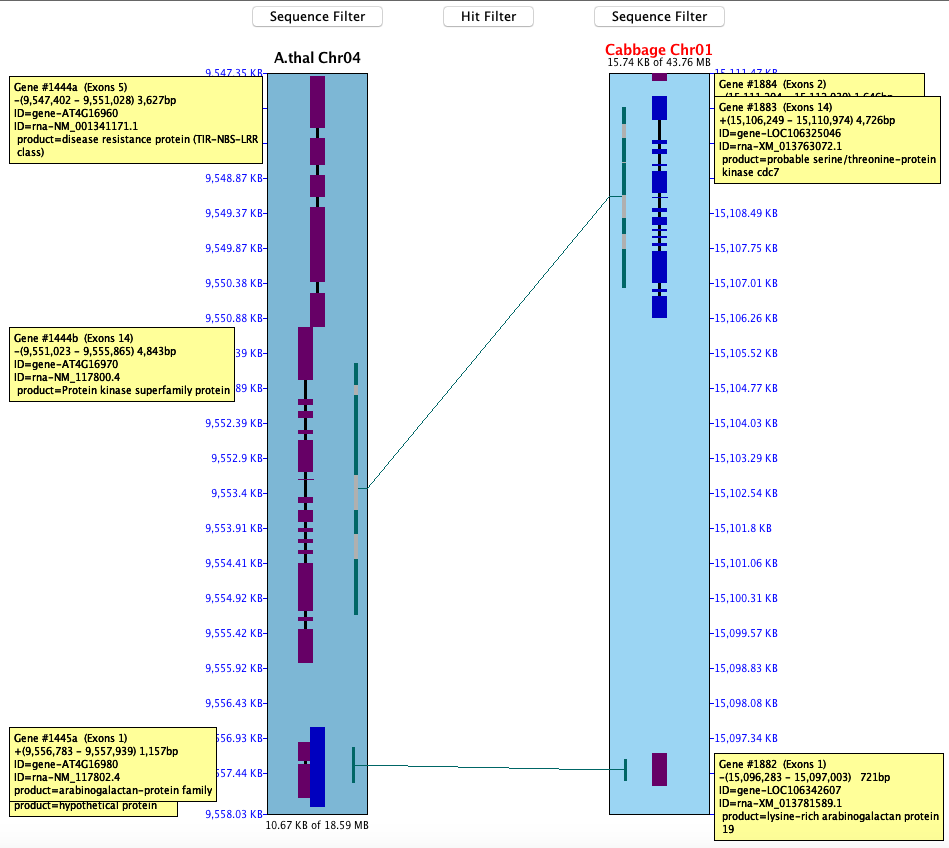 Sequence Filter
Hit Filter
Sequence Filter
A.thal Chr04
Cabbage Chr01
15.74 KB of 43.76 MB
9,547.35 KB
15,111.47
Gene #1444a (Exons 5)
-(9,547,402 - 9,551,028) 3,627bp
ID=gene-AT4G16960
ID=rna-NM_001341171.1
product=disease resistance protein (TIR-NBS-LRR
class)
Gene #1884 (Exons 2)
Gene #1883 (Exons 14)
+(15,106,249 - 15,110,974) 4,726bp
ID=gene-LOC106325046
ID=rna-XM_013763072.1
product=probable serine/threonine-protein
kinase cdc7
9,548.87 KB
9,549.37 KB
15,108.49 KB
9,549.87 KB
15,107.75 KB
9,550.38 KB
15,107.01 KB
9,550.88 KB
15,106.26 KB
Gene #1444b (Exons 14)
-(9,551,023 - 9,555,865) 4,843bp
ID=gene-AT4G16970
ID=rna-NM_117800.4
product=Protein kinase superfamily protein
39 KB
15,105.52 KB
89 KB
15,104.77 KB
9,552.39 KB
15,104.03 KB
9,552.9 KB
15,103.29 KB
9,553.4 KB
15,102.54 KB
9,553.91 KB
15,101.8 KB
9,554.41 KB
15,101.06 KB
9,554.92 KB
15,100.31 KB
9,555.42 KB
15,099.57 KB
9,555.92 KB
15,098.83 KB
9,556.43 KB
15,098.08 KB
Gene #1445a (Exons 1)
+(9,556,783 - 9,557,939) 1,157bp
ID=gene-AT4G16980
ID=rna-NM_117802.4
product=arabinogalactan-protein family
product=hypothetical protein
56.93 KB
15,097.34 KB
57.44 KB
Gene #1882 (Exons 1)
-(15,096,283 - 15,097,003) 721bp
ID=gene-LOC106342607
ID=rna-XM_013781589.1
product=lysine-rich arabinogalactan protein
19
9,558.03 KB
10.67 KB of 18.59 MB